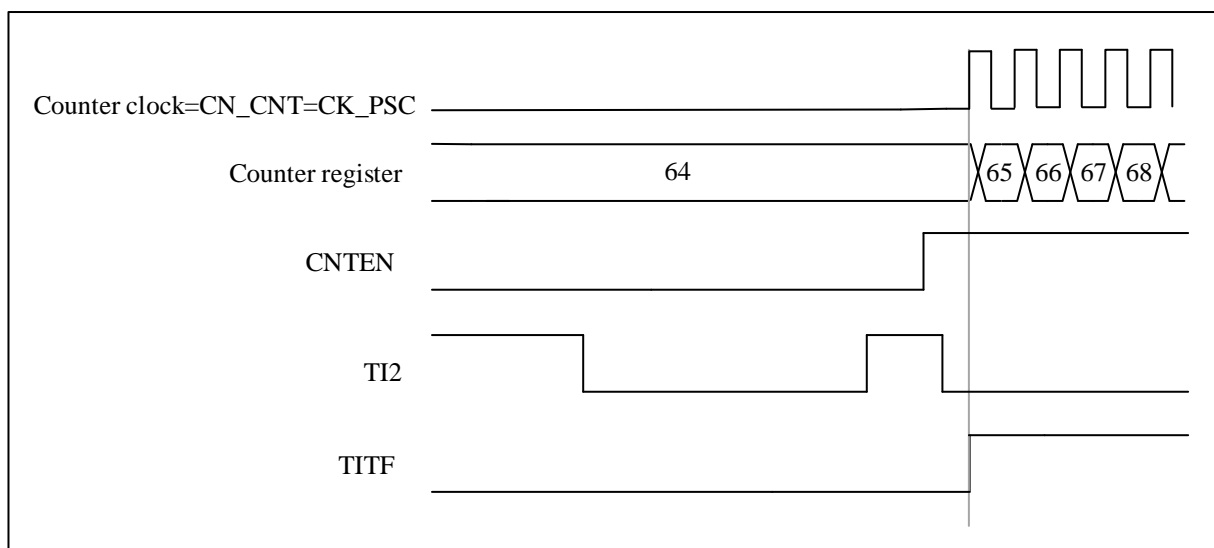 Counter clock=CN_CNT=CK_PSC
Counter register 64 65 66 67 68
CNTEN
TI2
TITF